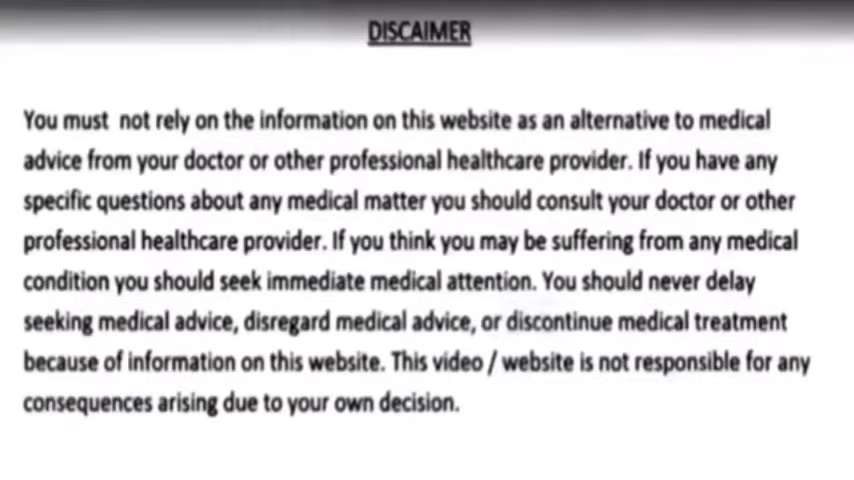 DISCAIMER
You must not rely on the information on this website as an alternative to medical
advice from your doctor or other professional healthcare provider. If you have any
specific questions about any medical matter you should consult your doctor or other
professional healthcare provider. If you think you may be suffering from any medical
condition you should seek immediate medical attention. You should never delay
seeking medical advice, disregard medical advice, or discontinue medical treatment
because of information on this website. This video / website is not responsible for any
consequences arising due to your own decision.